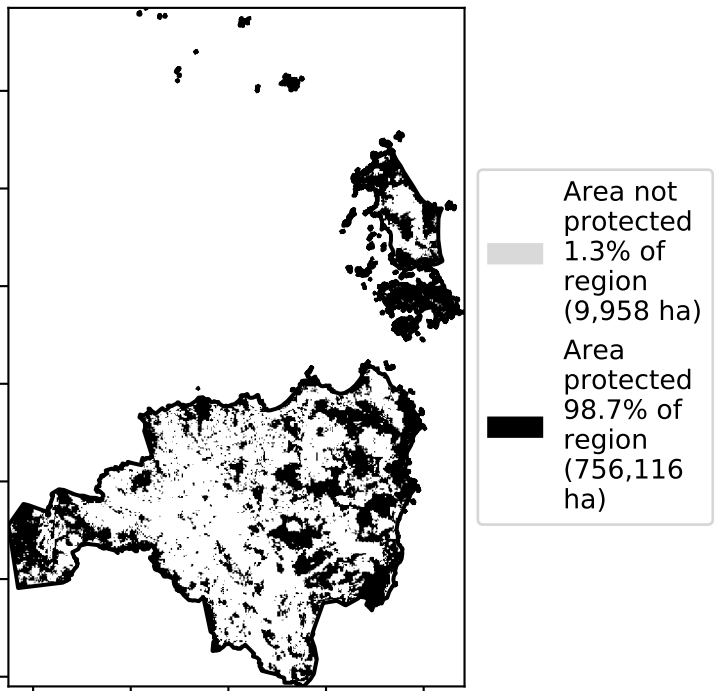 Area not
protected
1.3% of
region
(9,958 ha)
Area
protected
98.7% of
region
(756,116
ha)